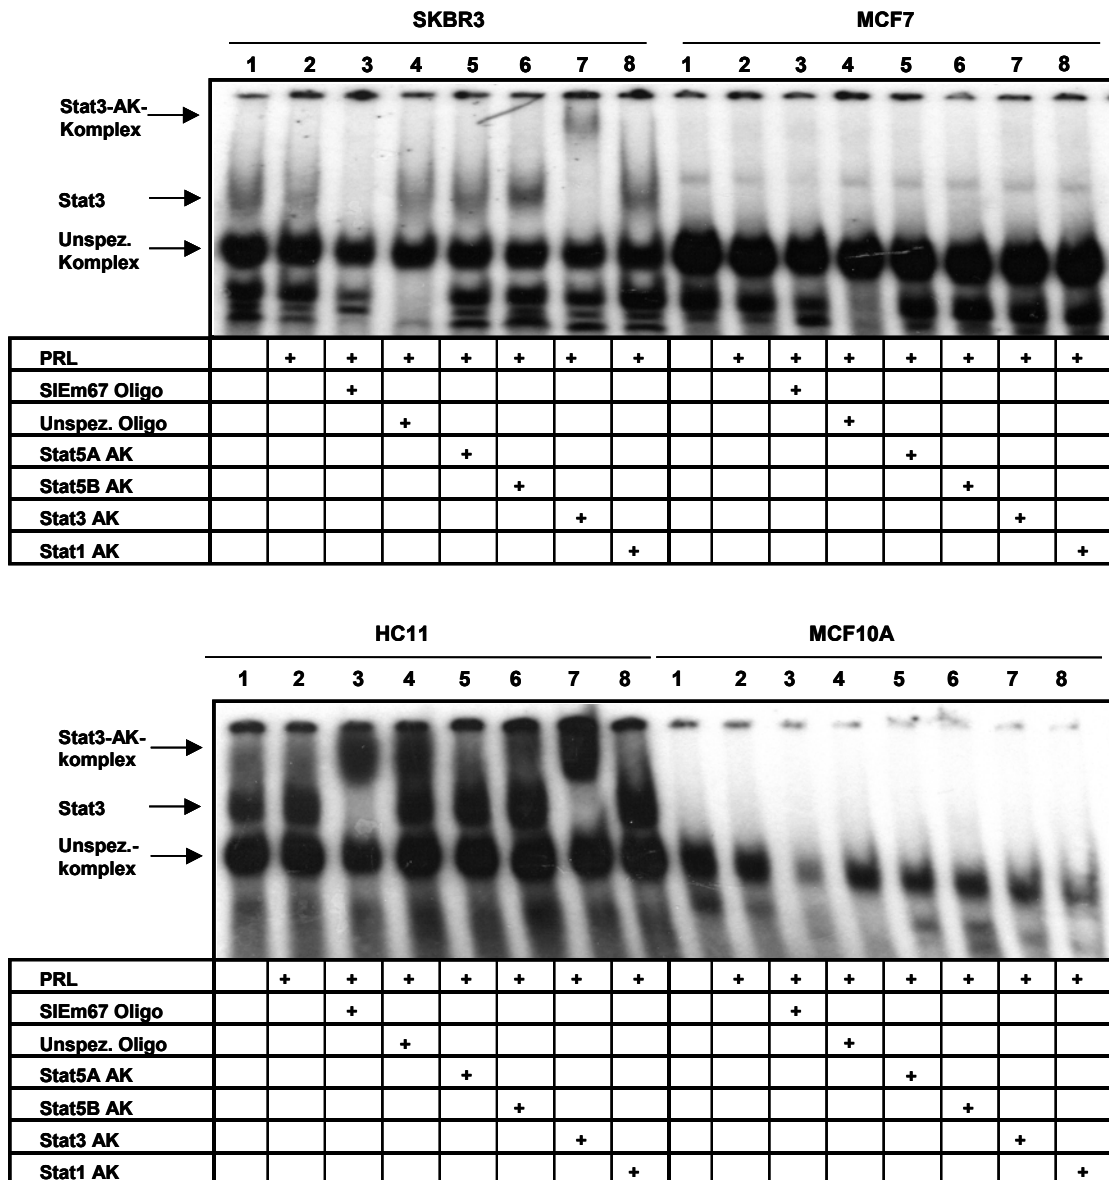 SKBR3 MCF7
1 2 3 4 5 6 7 8 1 2 3 4 5 6 7 8
Stat3-AK-
Komplex
Stat3
Unspez.
Komplex
PRL + + + + + + + + + + + + + +
SIEm67 Oligo + +
Unspez. Oligo + +
Stat5A AK + +
Stat5B AK + +
Stat3 AK + +
Stat1 AK + +
HC11 MCF10A
1 2 3 4 5 6 7 8 1 2 3 4 5 6 7 8
Stat3-AK-
komplex
Stat3
Unspez.-
komplex
PRL + + + + + + + + + + + + + +
SIEm67 Oligo + +
Unspez. Oligo + +
Stat5A AK + +
Stat5B AK + +
Stat3 AK + +
Stat1 AK + +